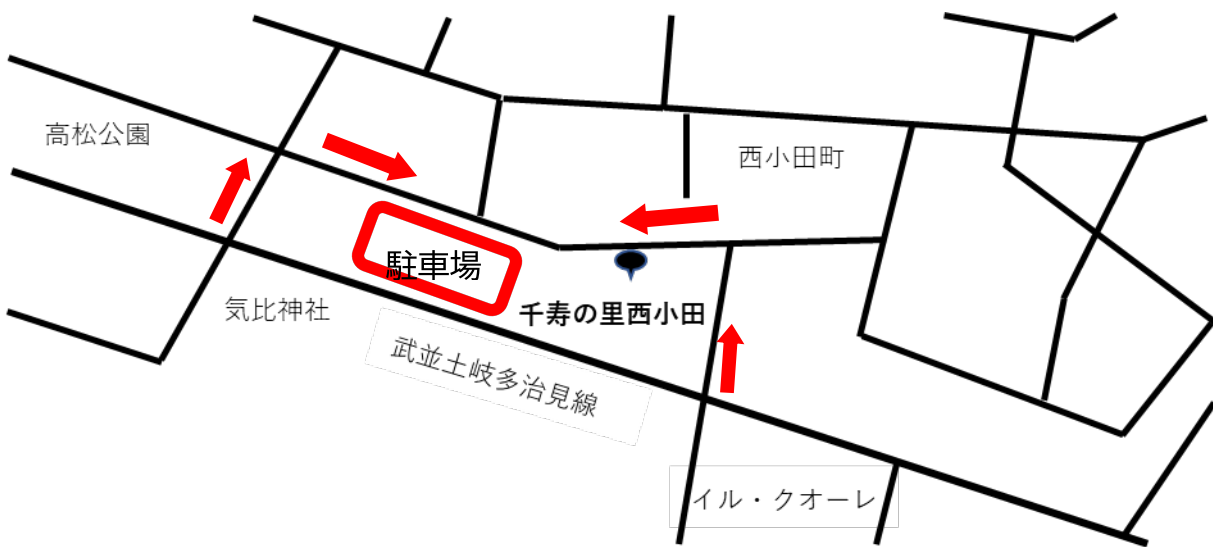 高松公園
西小田町
駐車場
気比神社
千寿の里西小田
武並土岐多治見線
イル・クオーレ